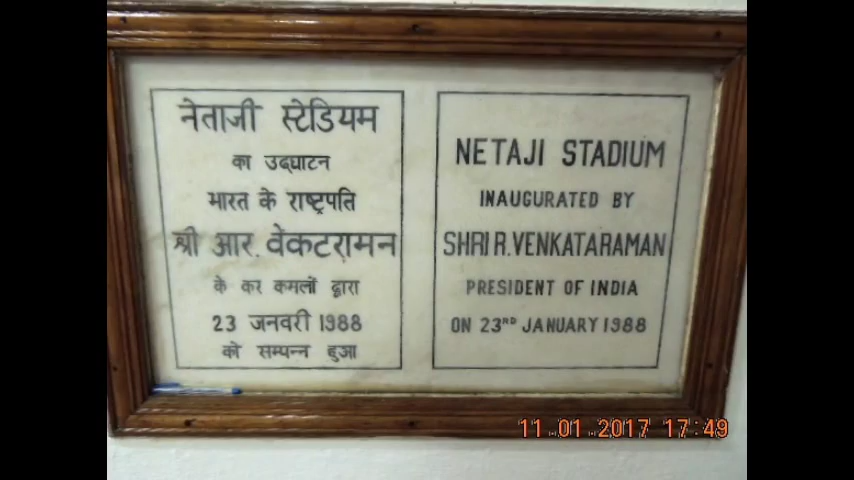 नेताजी स्टेडियम
का उद्घाटन
भारत के राष्ट्रपति
श्री आर. वेंकटरामन
के कर कमलों द्वारा
23 जनवरी 1988
को सम्पन्न हुआ
NETAJI STADIUM
INAUGURATED BY
SHRI R. VENKATARAMAN
PRESIDENT OF INDIA
ON 23RD JANUARY 1988
11.01.2017 17:49